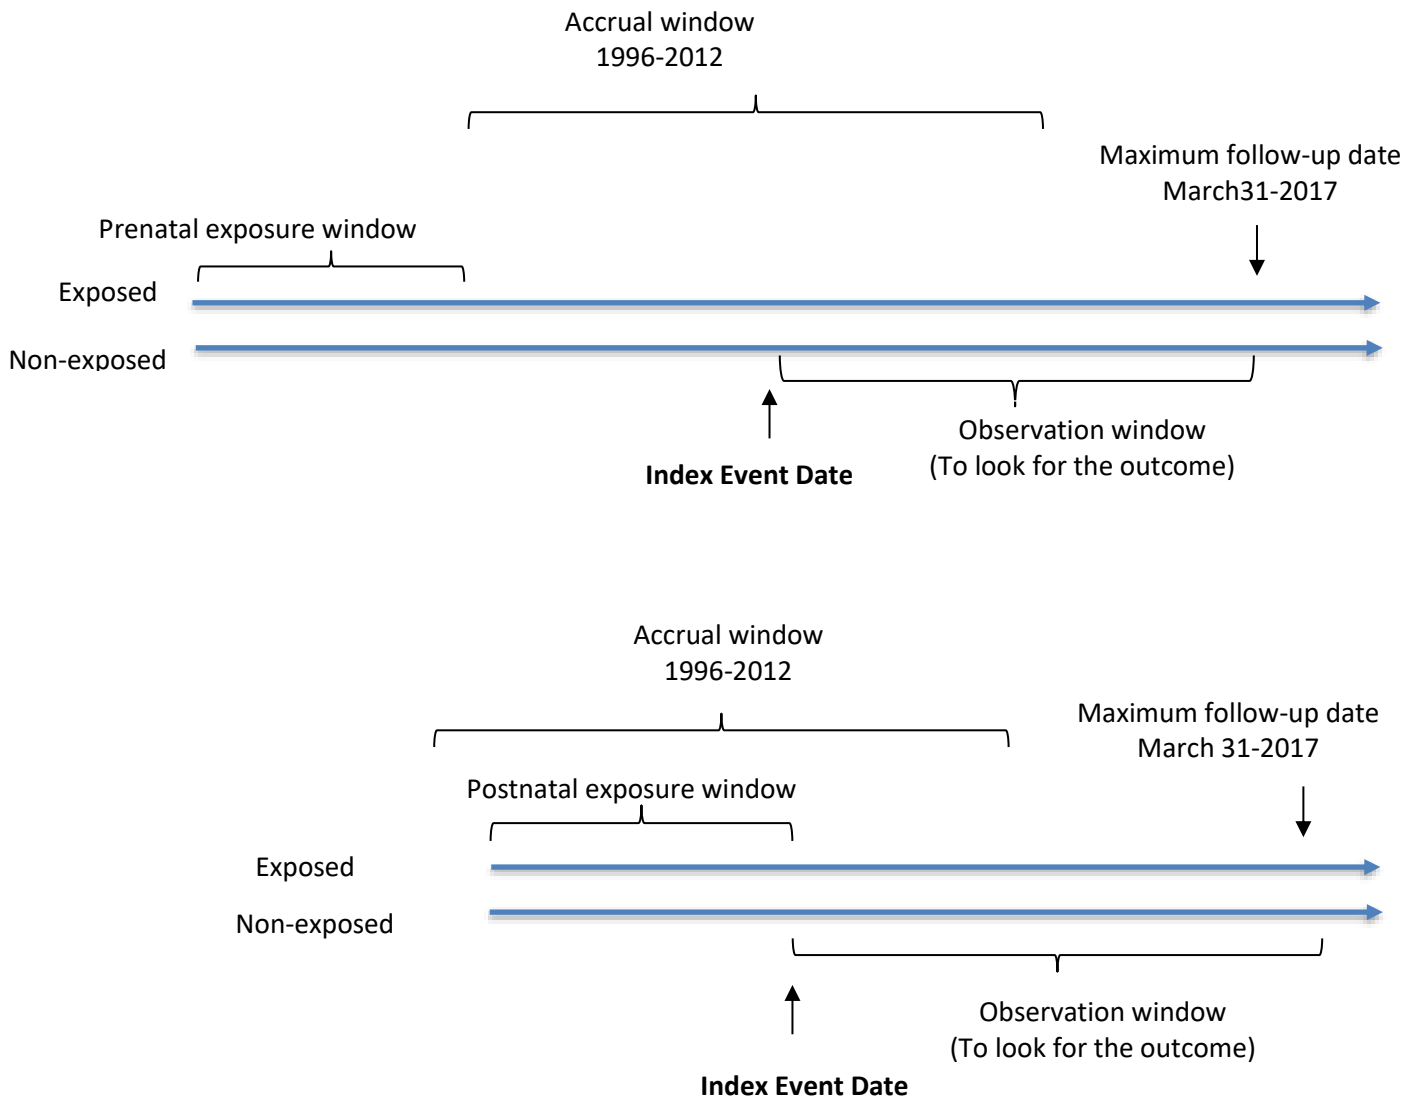 Accrual window
1996-2012
Maximum follow-up date
March31-2017
Prenatal exposure window
Exposed
Non-exposed
Observation window
(To look for the outcome)
Index Event Date
Accrual window
1996-2012
Maximum follow-up date
March 31-2017
Postnatal exposure window
Exposed
Non-exposed
Observation window
(To look for the outcome)
Index Event Date